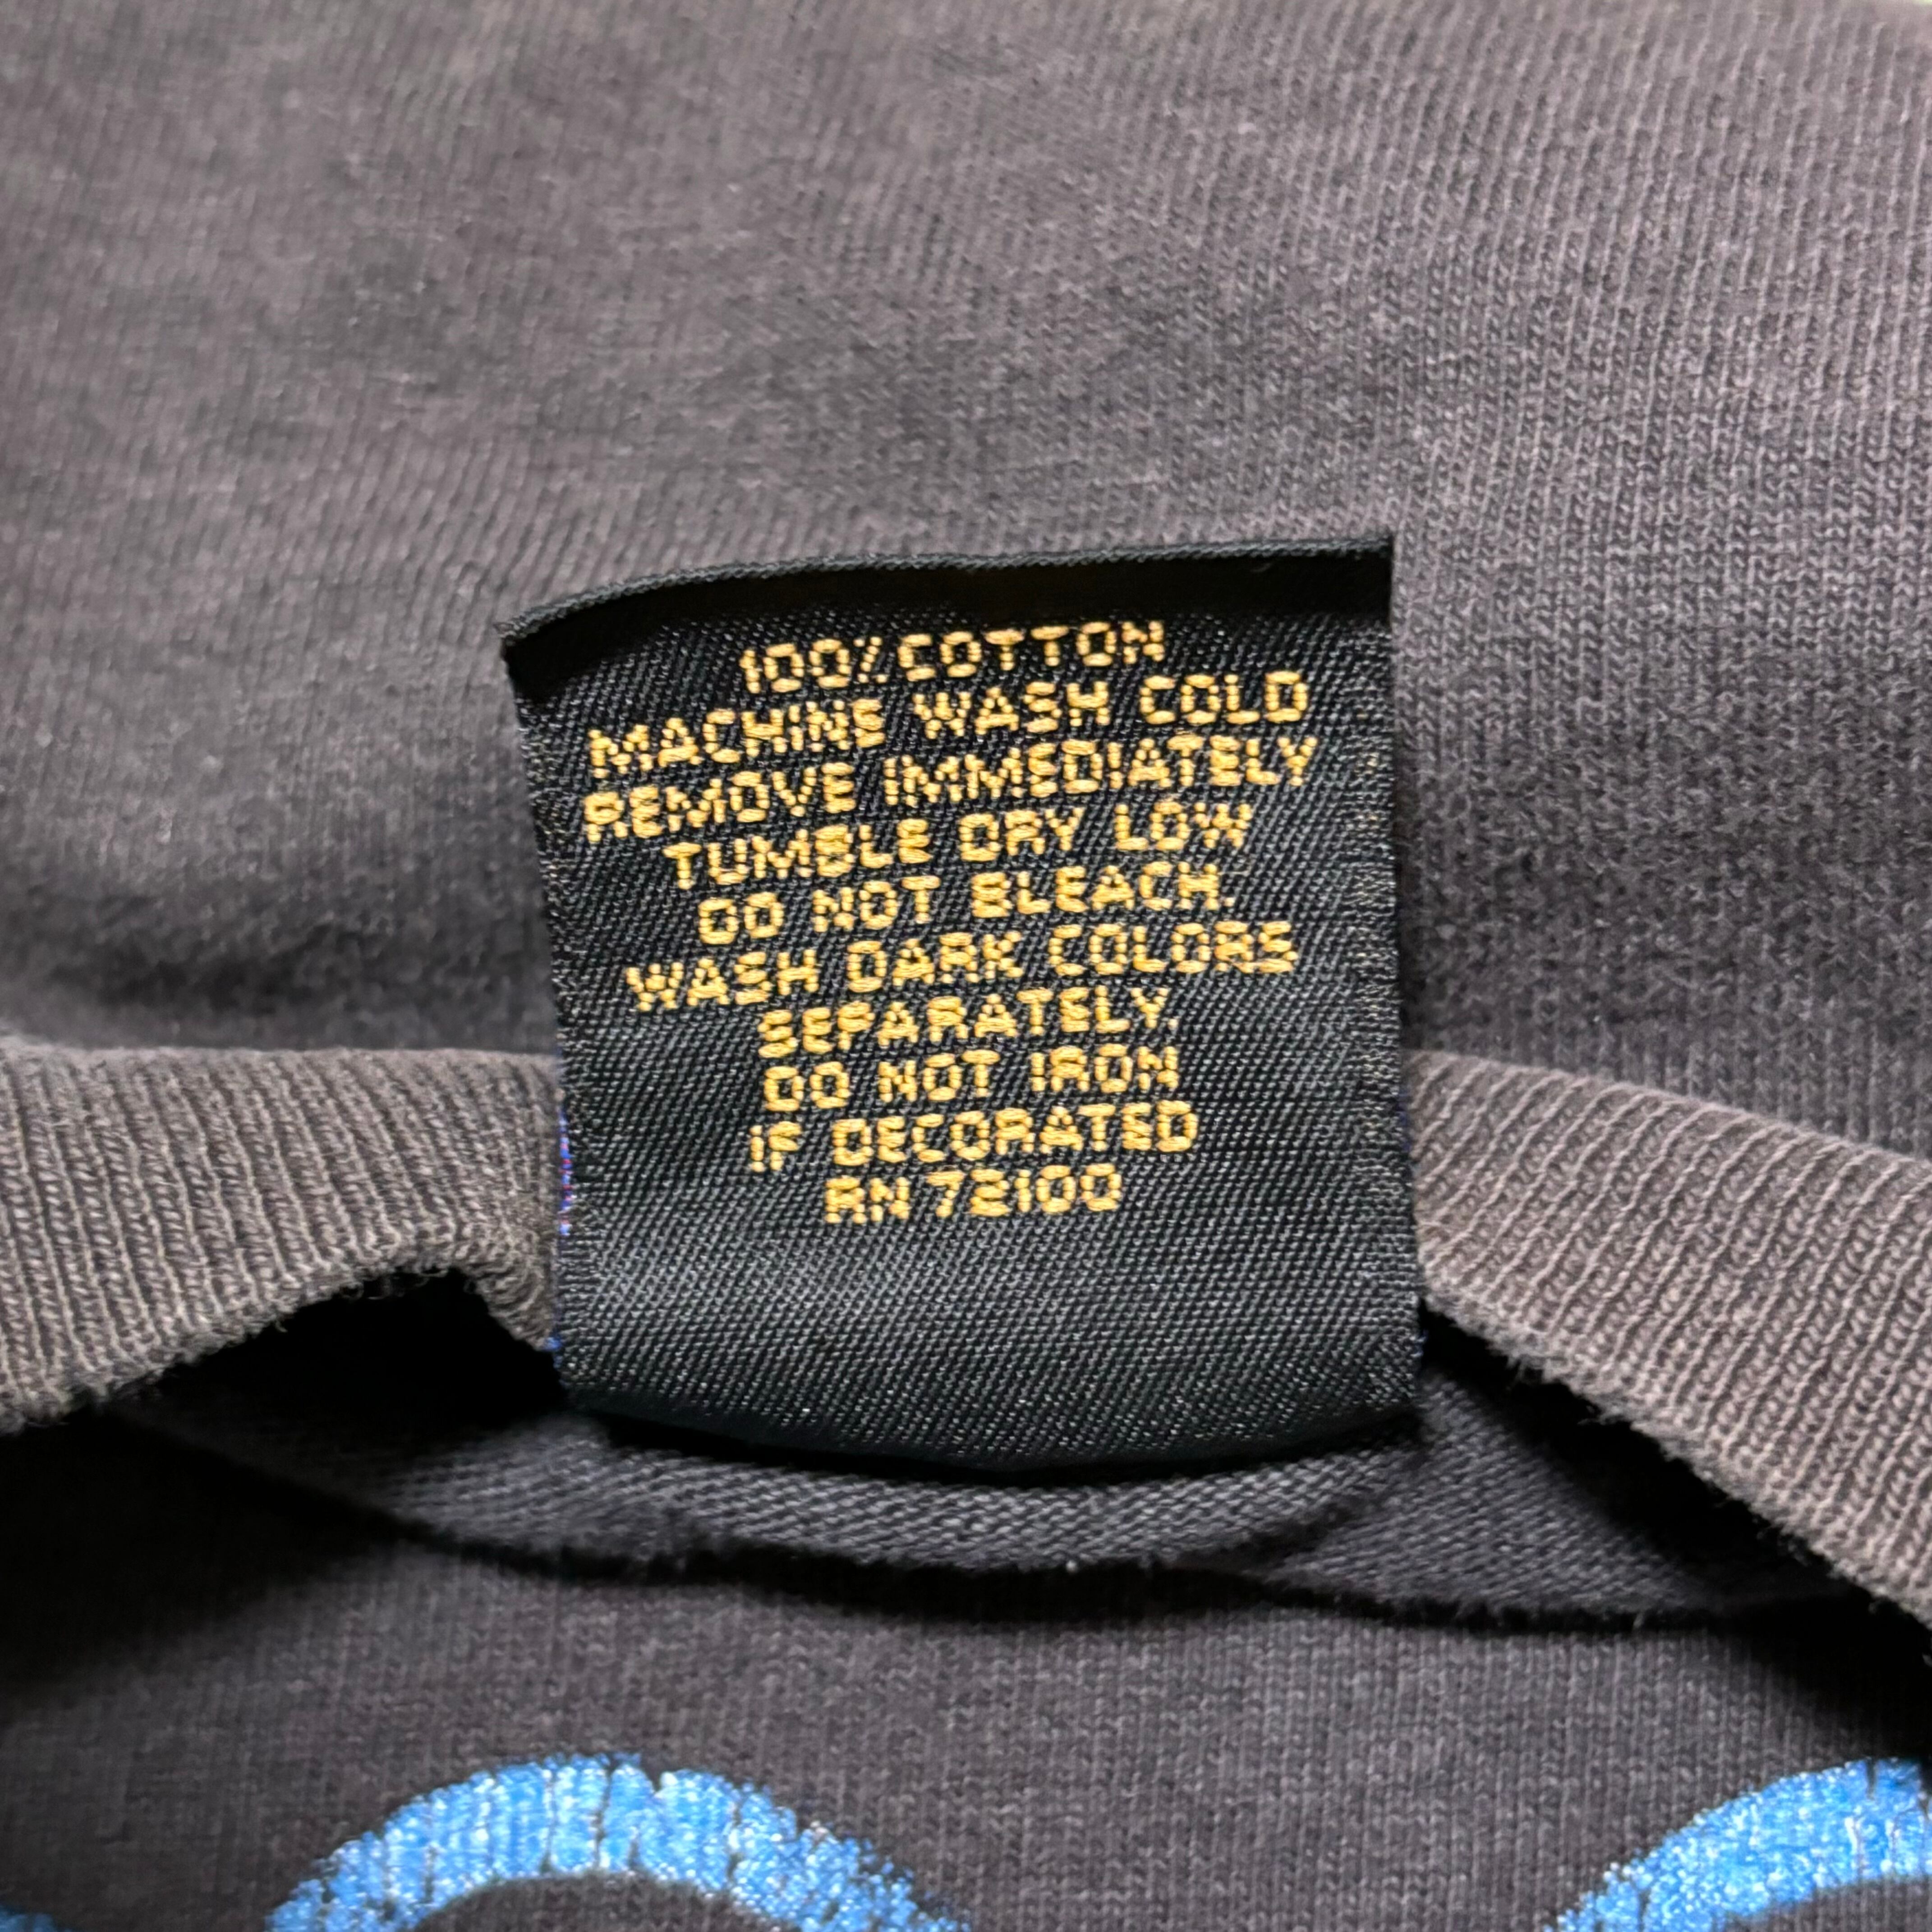 100% COTTON
MACHINE WASH COLD
REMOVE IMMEDIATELY
TUMBLE DRY LOW
DO NOT BLEACH.
WASH DARK COLORS
SEPARATELY.
DO NOT IRON
IF DECORATED
RN 72100